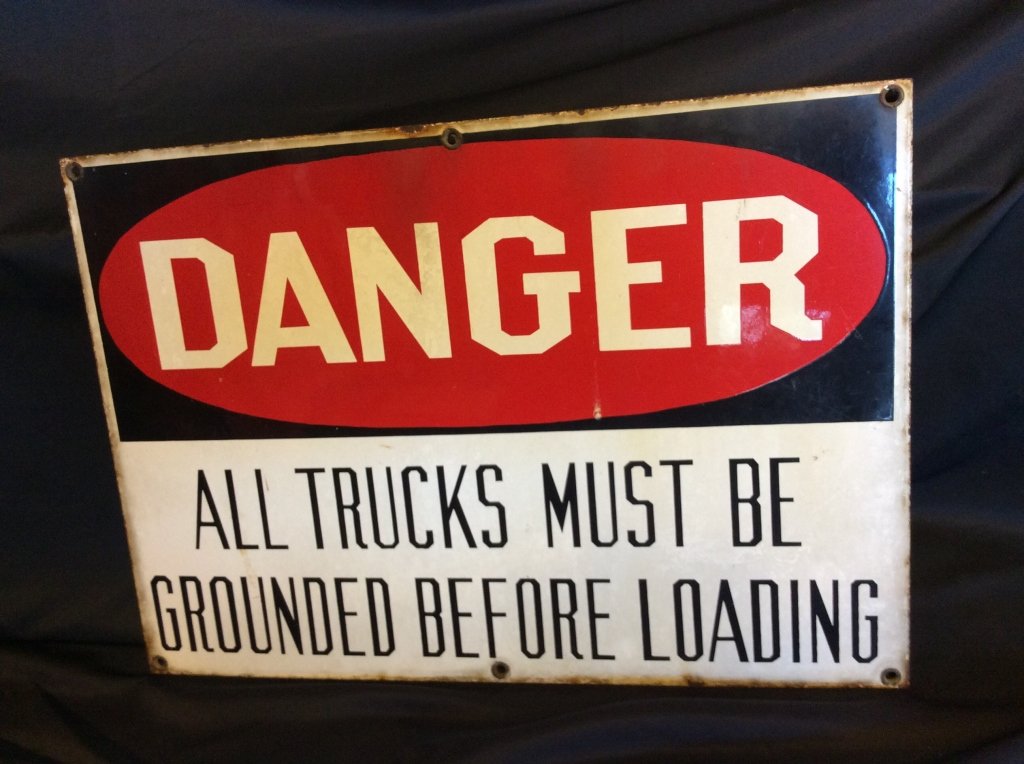 DANGER
ALL TRUCKS MUST BE
GROUNDED BEFORE LOADING